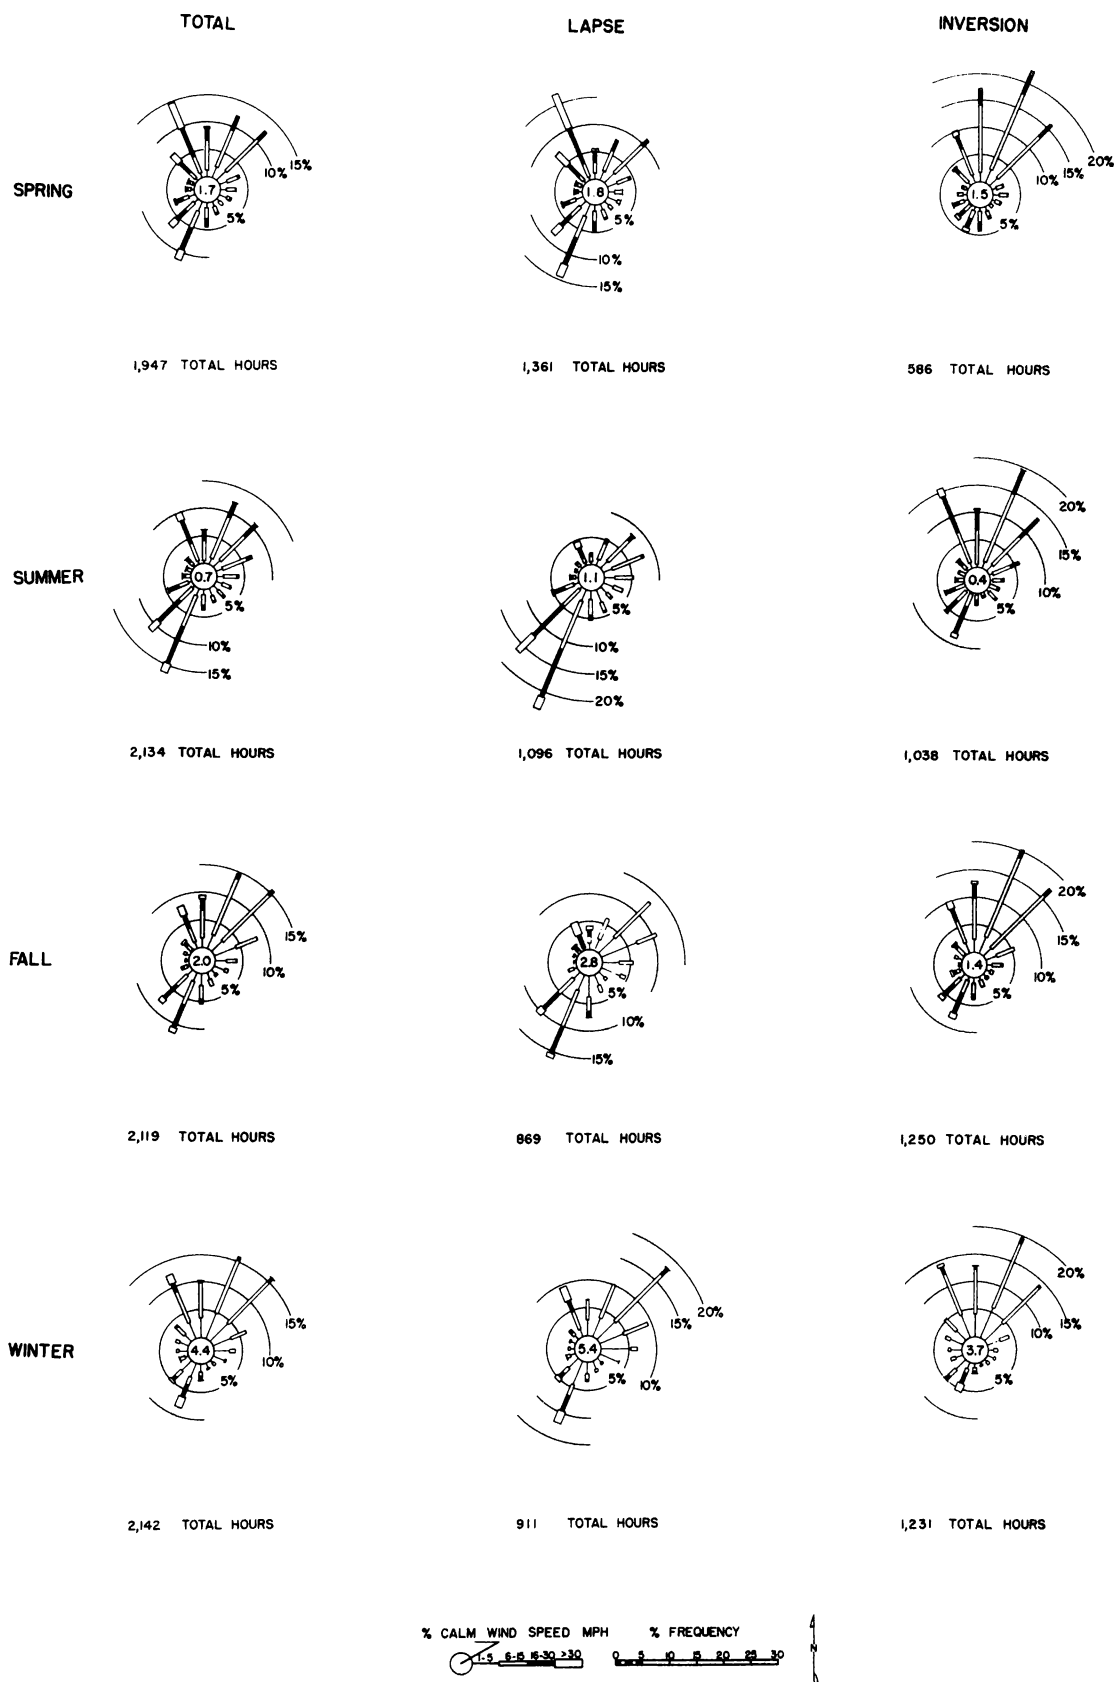 TOTAL LAPSE INVERSION
SPRING
1.7 5% 10% 15%
1.8 5% 10% 15%
1.5 5% 10% 15% 20%
1,947 TOTAL HOURS
1,361 TOTAL HOURS
586 TOTAL HOURS
SUMMER
0.7 5% 10% 15%
1.1 5% 10% 15% 20%
0.4 5% 10% 15% 20%
2,134 TOTAL HOURS
1,096 TOTAL HOURS
1,038 TOTAL HOURS
FALL
2.0 5% 10% 15%
2.8 5% 10% 15%
1.4 5% 10% 15% 20%
2,119 TOTAL HOURS
869 TOTAL HOURS
1,250 TOTAL HOURS
WINTER
4.4 5% 10% 15%
5.4 5% 10% 15% 20%
3.7 5% 10% 15% 20%
2,142 TOTAL HOURS
911 TOTAL HOURS
1,231 TOTAL HOURS
% CALM WIND SPEED MPH % FREQUENCY
1-5 6-15 16-30 >30 0 5 10 15 20 25 30
N